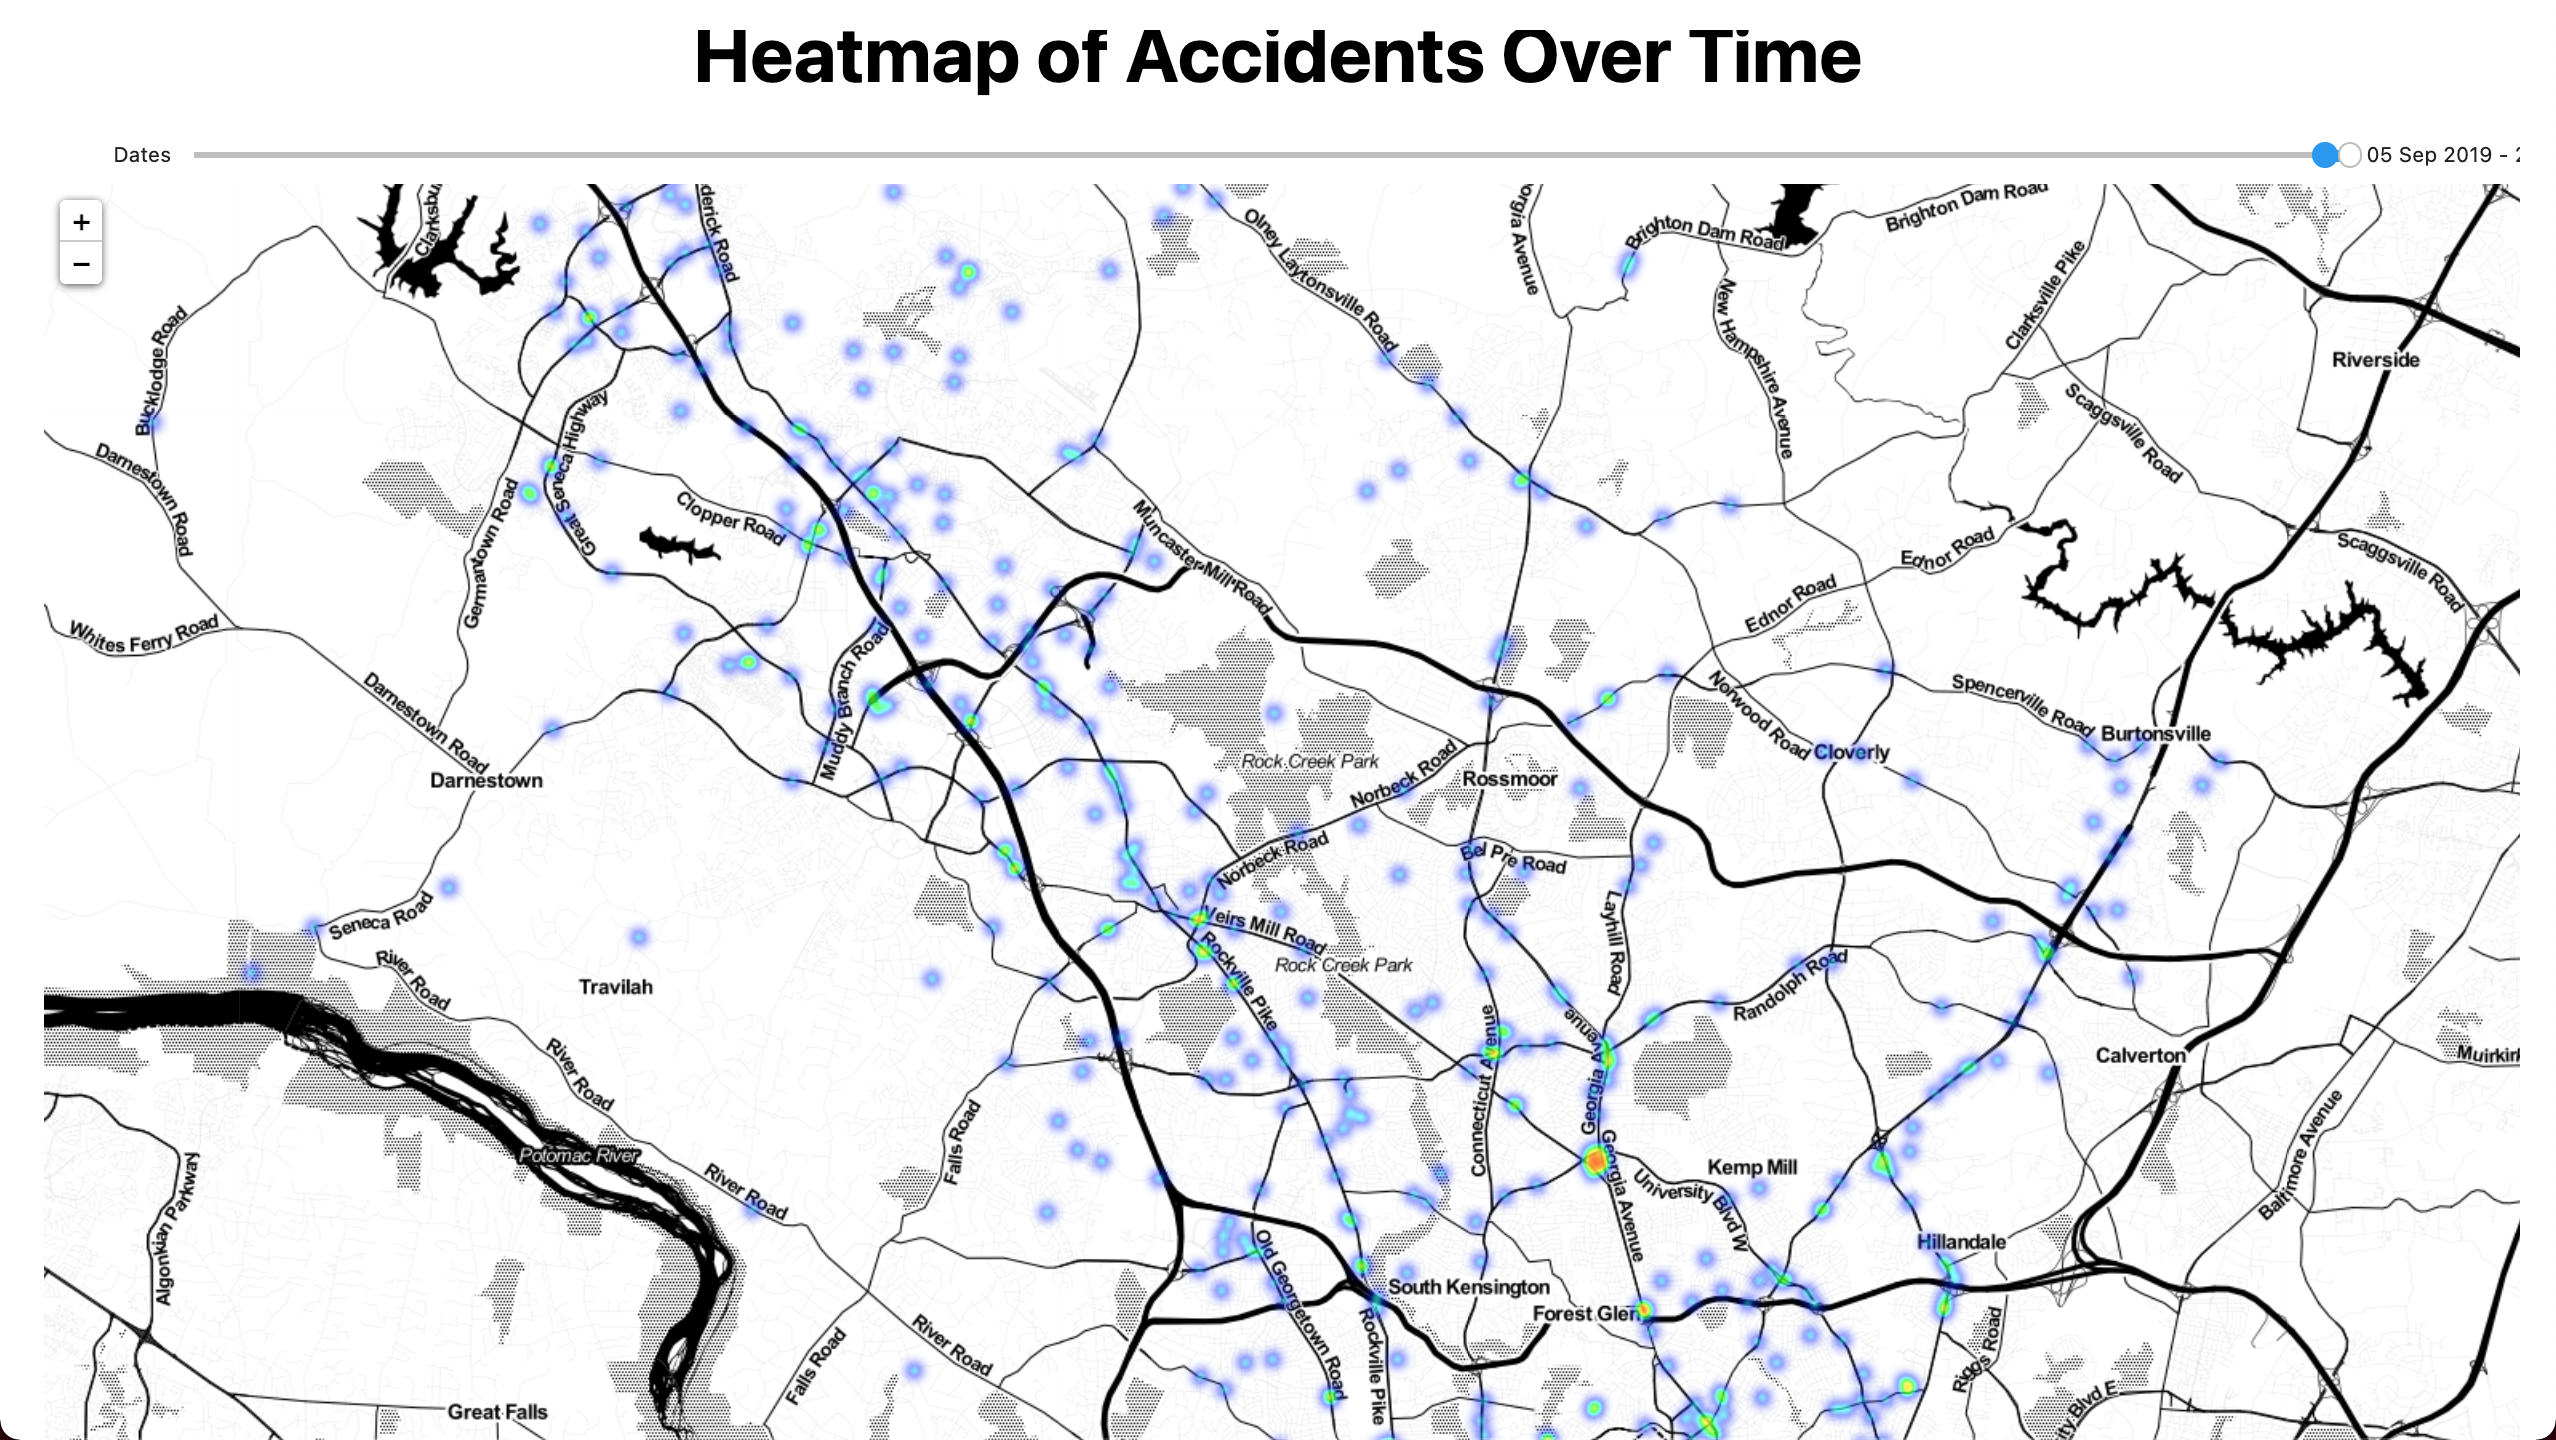 Heatmap of Accidents Over Time
Dates
05 Sep 2019 -
+
−
Brighton Dam Road
Brighton Dam Road
Olney Laytonsville Road
Clarksville Pike
New Hampshire Avenue
Bucklodge Road
Riverside
Great Seneca Highway
Scaggsville Road
Darnestown Road
Germantown Road
Clopper Road
Muncaster Mill Road
Ednor Road
Scaggsville Road
Ednor Road
Whites Ferry Road
Muddy Branch Road
Darnestown Road
Norwood Road
Spencerville Road
Burtonsville
Cloverly
Rock Creek Park
Norbeck Road
Rossmoor
Darnestown
Norbeck Road
Bel Pre Road
Seneca Road
Veirs Mill Road
Layhill Road
River Road
Rockville Pike
Rock Creek Park
Randolph Road
Travilah
River Road
Connecticut Avenue
Georgia Avenue
Calverton
Baltimore Avenue
Falls Road
Potomac River
River Road
Algonkian Parkway
Georgia Avenue
University Blvd W
Kemp Mill
Old Georgetown Road
Hillandale
South Kensington
Forest Glen
Rockville Pike
River Road
Falls Road
Riggs Road
Great Falls